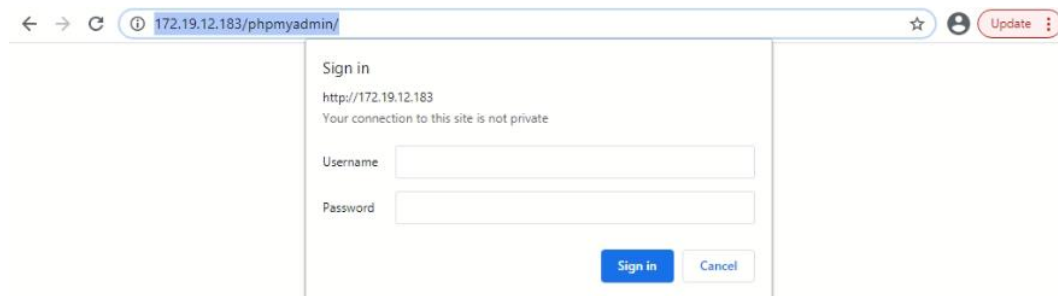 172.19.12.183/phpmyadmin/
Update
Sign in
http://172.19.12.183
Your connection to this site is not private
Username
Password
Sign in Cancel